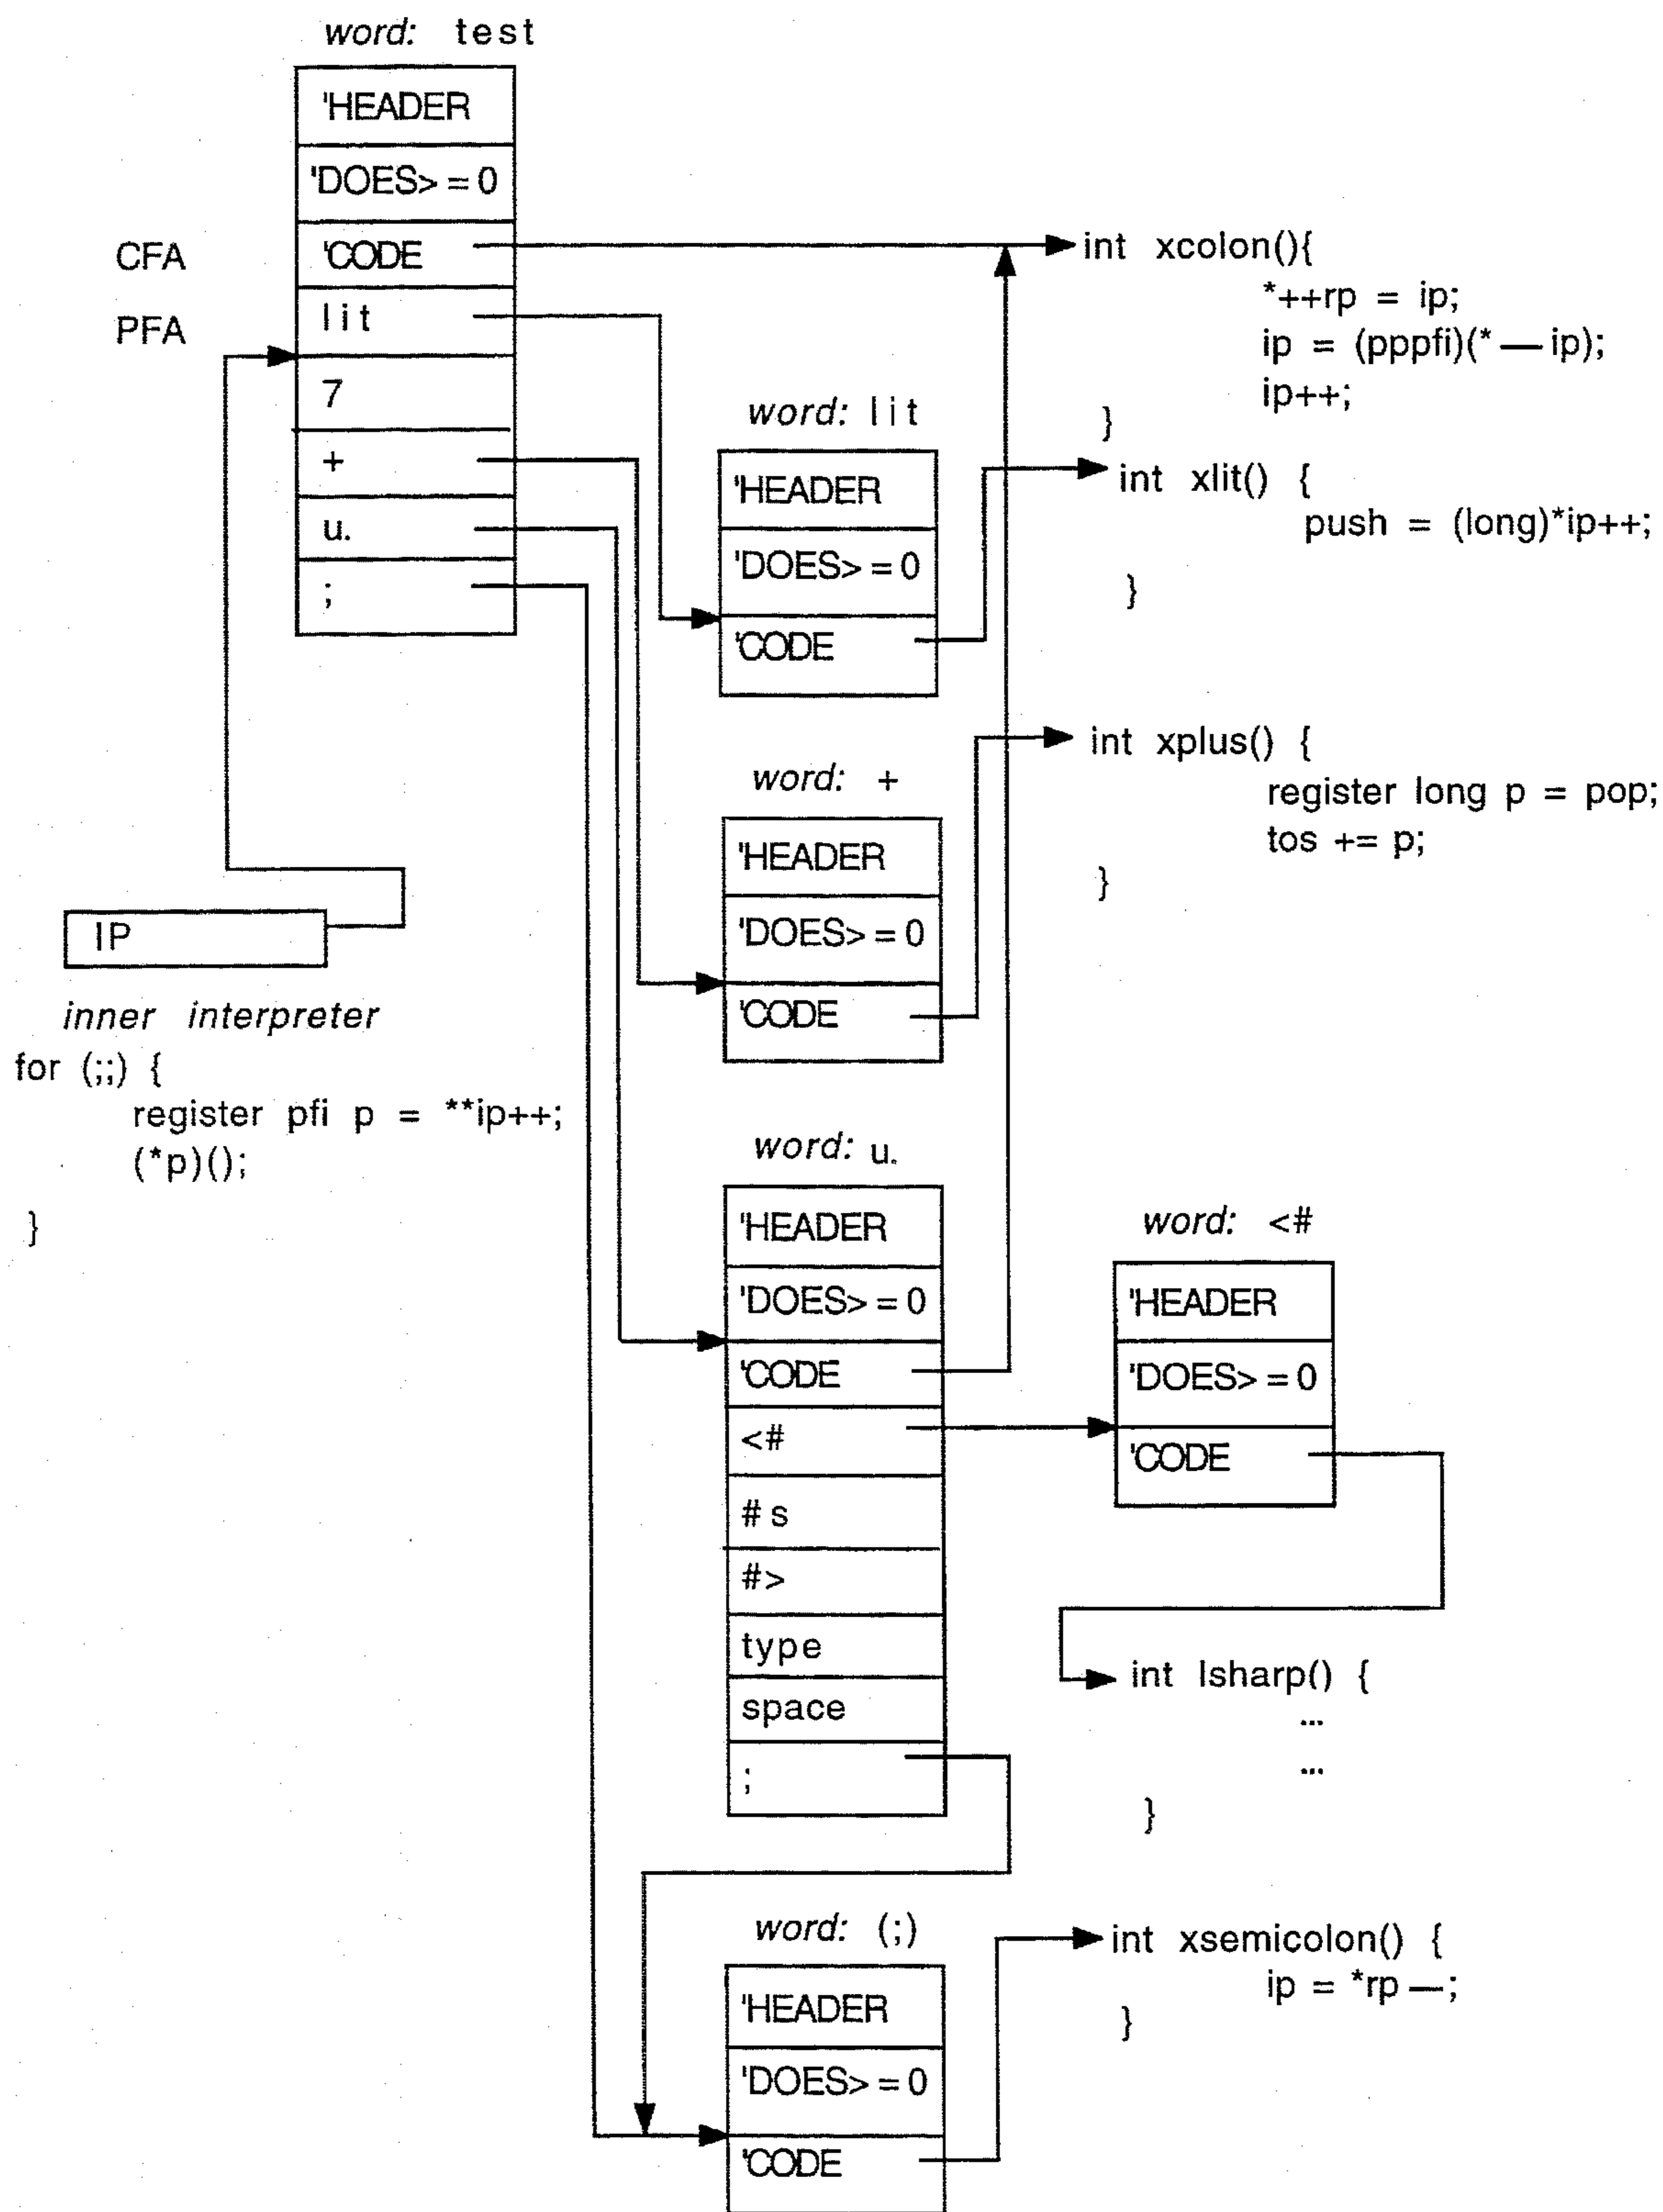 word: test
'HEADER
'DOES> = 0
CFA
'CODE
PFA
lit
7
+
u.
;
int xcolon(){
*++rp = ip;
ip = (pppfi)(* — ip);
ip++;
}
word: lit
'HEADER
'DOES> = 0
'CODE
int xlit() {
push = (long)*ip++;
}
word: +
'HEADER
'DOES> = 0
'CODE
int xplus() {
register long p = pop;
tos += p;
}
IP
inner interpreter
for (;;) {
register pfi p = **ip++;
(*p)();
}
word: u.
'HEADER
'DOES> = 0
'CODE
<#
#s
#>
type
space
;
word: <#
'HEADER
'DOES> = 0
'CODE
int lsharp() {
...
...
}
word: (;)
'HEADER
'DOES> = 0
'CODE
int xsemicolon() {
ip = *rp —;
}